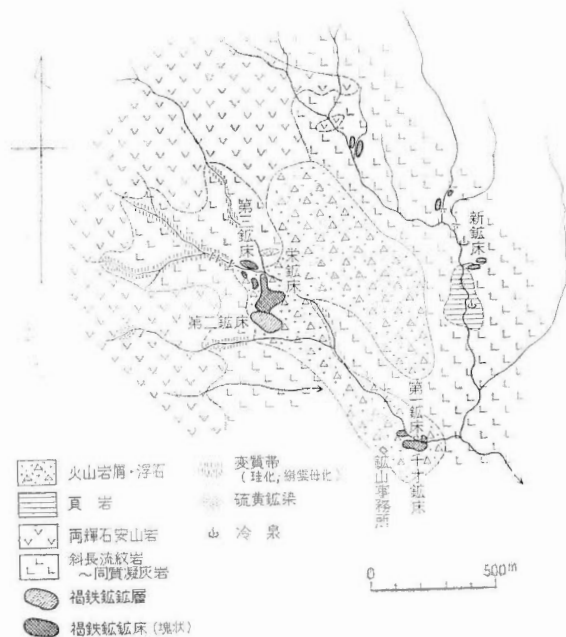 第三鉱床
栄鉱床
第二鉱床
新鉱床
第一鉱床
千才鉱床
鉱山事務所
火山岩屑・浮石
頁岩
両輝石安山岩
斜長流紋岩
～同質凝灰岩
褐鉄鉱鉱層
褐鉄鉱鉱床（塊状）
変質帯
（珪化，絹雲母化）
硫黄鉱染
冷泉
0 500m